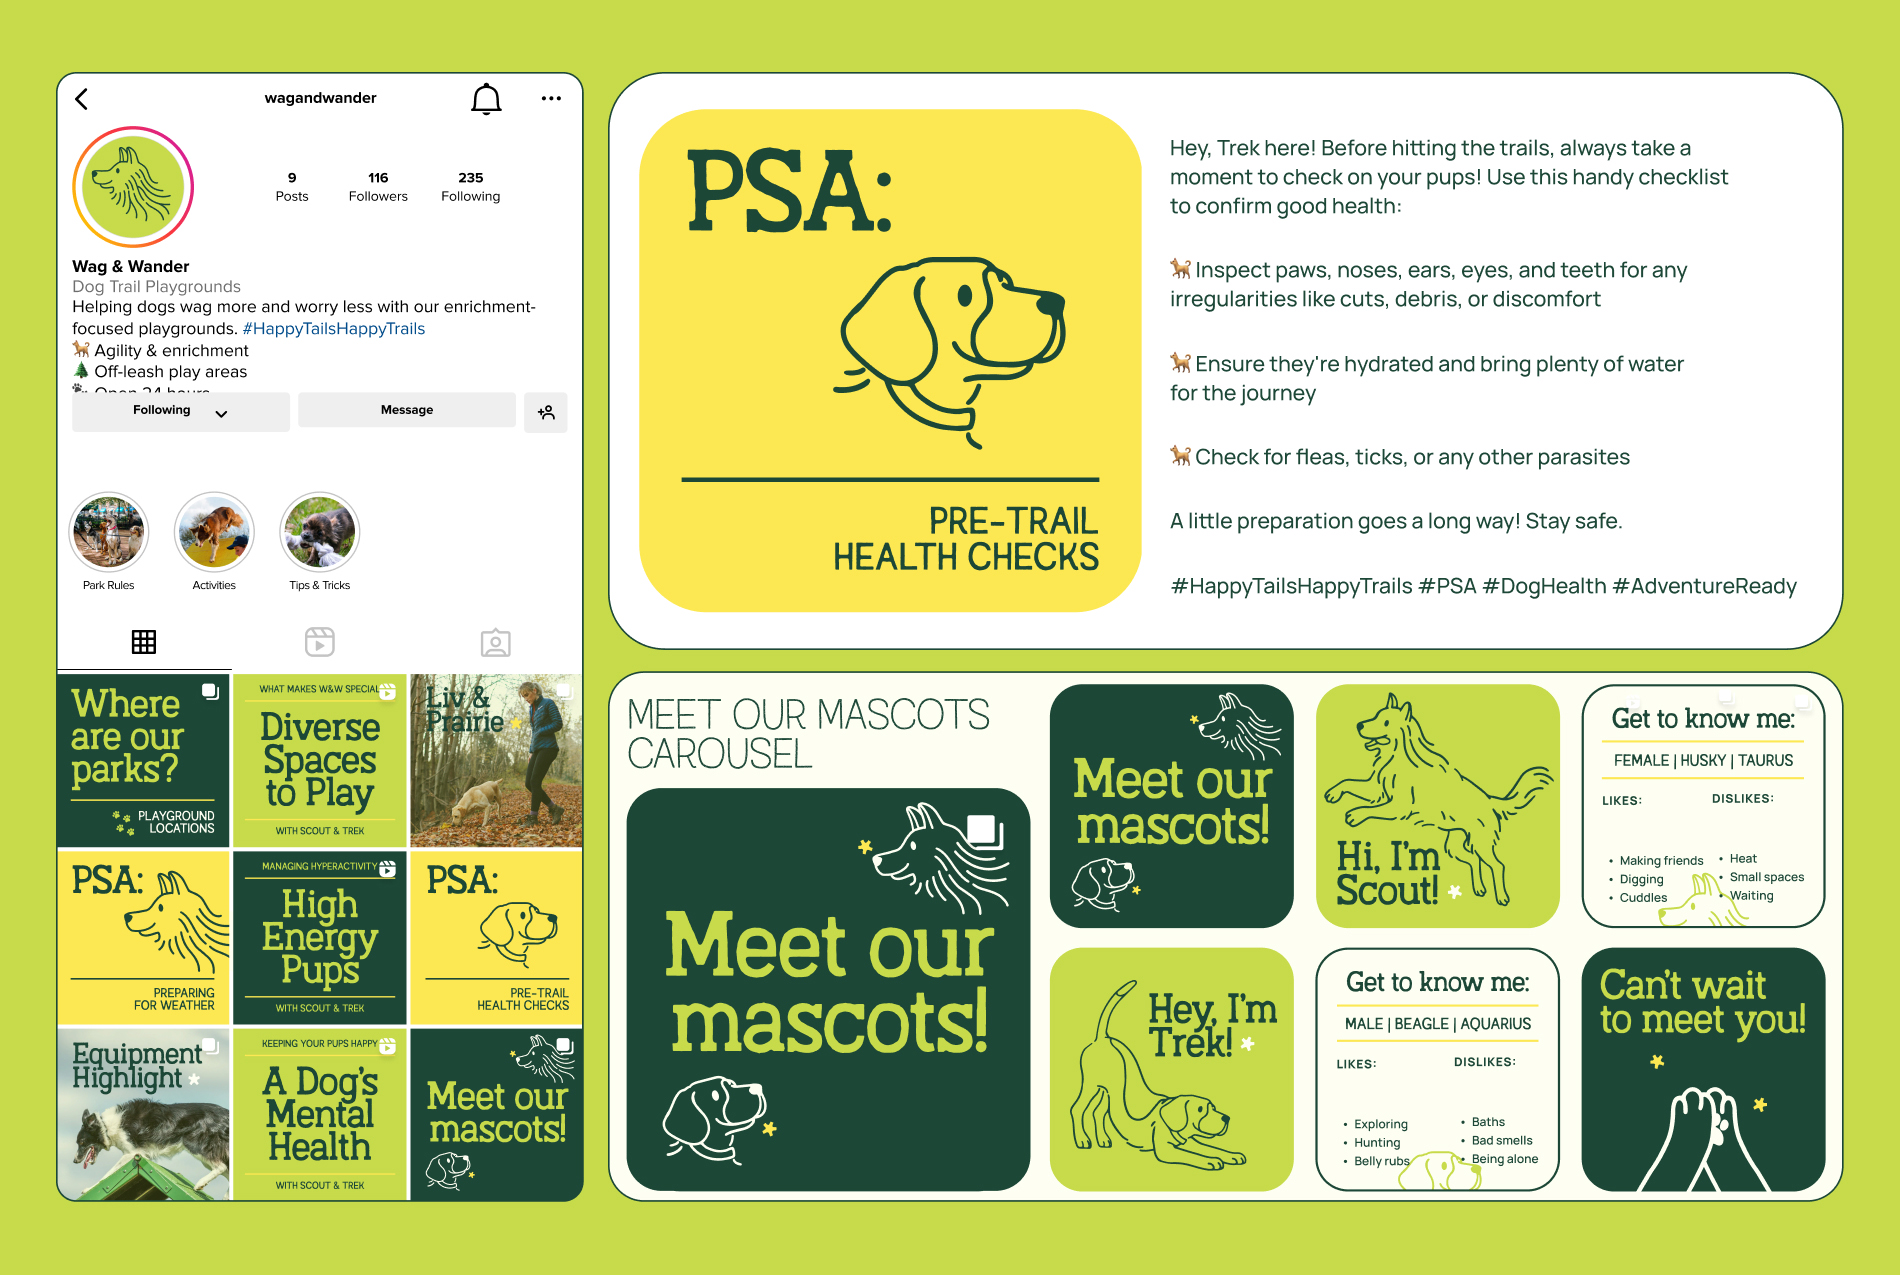 wagandwander
9
Posts
116
Followers
235
Following
Wag & Wander
Dog Trail Playgrounds
Helping dogs wag more and worry less with our enrichment-
focused playgrounds. #HappyTailsHappyTrails
Agility & enrichment
Off-leash play areas
Open 24 hours
Following
Message
Park Rules
Activities
Tips & Tricks
Where
are our
parks?
PLAYGROUND
LOCATIONS
WHAT MAKES W&W SPECIAL
Diverse
Spaces
to Play
WITH SCOUT & TREK
Liv &
Prairie
PSA:
PREPARING
FOR WEATHER
MANAGING HYPERACTIVITY
High
Energy
Pups
WITH SCOUT & TREK
PSA:
PRE-TRAIL
HEALTH CHECKS
Equipment
Highlight
KEEPING YOUR PUPS HAPPY
A Dog's
Mental
Health
WITH SCOUT & TREK
Meet our
mascots!
PSA:
PRE-TRAIL
HEALTH CHECKS
Hey, Trek here! Before hitting the trails, always take a
moment to check on your pups! Use this handy checklist
to confirm good health:
Inspect paws, noses, ears, eyes, and teeth for any
irregularities like cuts, debris, or discomfort
Ensure they're hydrated and bring plenty of water
for the journey
Check for fleas, ticks, or any other parasites
A little preparation goes a long way! Stay safe.
#HappyTailsHappyTrails #PSA #DogHealth #AdventureReady
MEET OUR MASCOTS
CAROUSEL
Meet our
mascots!
Meet our
mascots!
Hi, I'm
Scout!
Get to know me:
FEMALE | HUSKY | TAURUS
LIKES:
• Making friends
• Digging
• Cuddles
DISLIKES:
• Heat
• Small spaces
• Waiting
Hey, I'm
Trek!
Get to know me:
MALE | BEAGLE | AQUARIUS
LIKES:
• Exploring
• Hunting
• Belly rubs
DISLIKES:
• Baths
• Bad smells
• Being alone
Can't wait
to meet you!